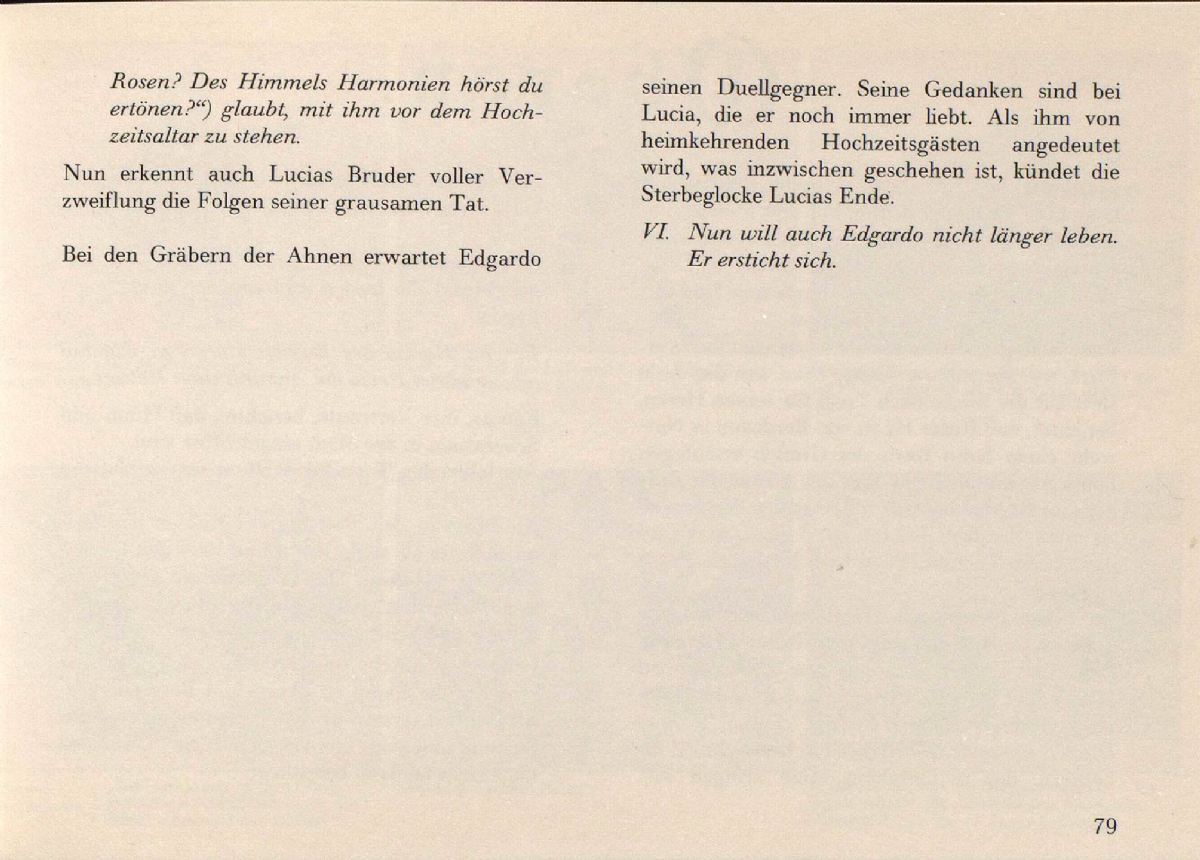 Rosen? Des Himmels Harmonien hörst du
ertönen?“) glaubt, mit ihm vor dem Hoch-
zeitsaltar zu stehen.
Nun erkennt auch Lucias Bruder voller Ver-
zweiflung die Folgen seiner grausamen Tat.
Bei den Gräbern der Ahnen erwartet Edgardo
seinen Duellgegner. Seine Gedanken sind bei
Lucia, die er noch immer liebt. Als ihm von
heimkehrenden Hochzeitsgästen angedeutet
wird, was inzwischen geschehen ist, kündet die
Sterbeglocke Lucias Ende.
VI. Nun will auch Edgardo nicht länger leben.
Er ersticht sich.
79